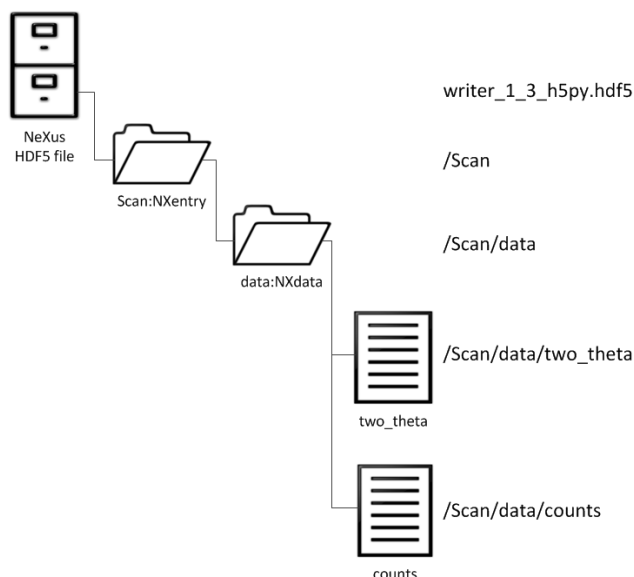 writer_1_3_h5py.hdf5
NeXus
HDF5 file
/Scan
Scan:NXentry
/Scan/data
data:NXdata
/Scan/data/two_theta
two_theta
/Scan/data/counts
counts